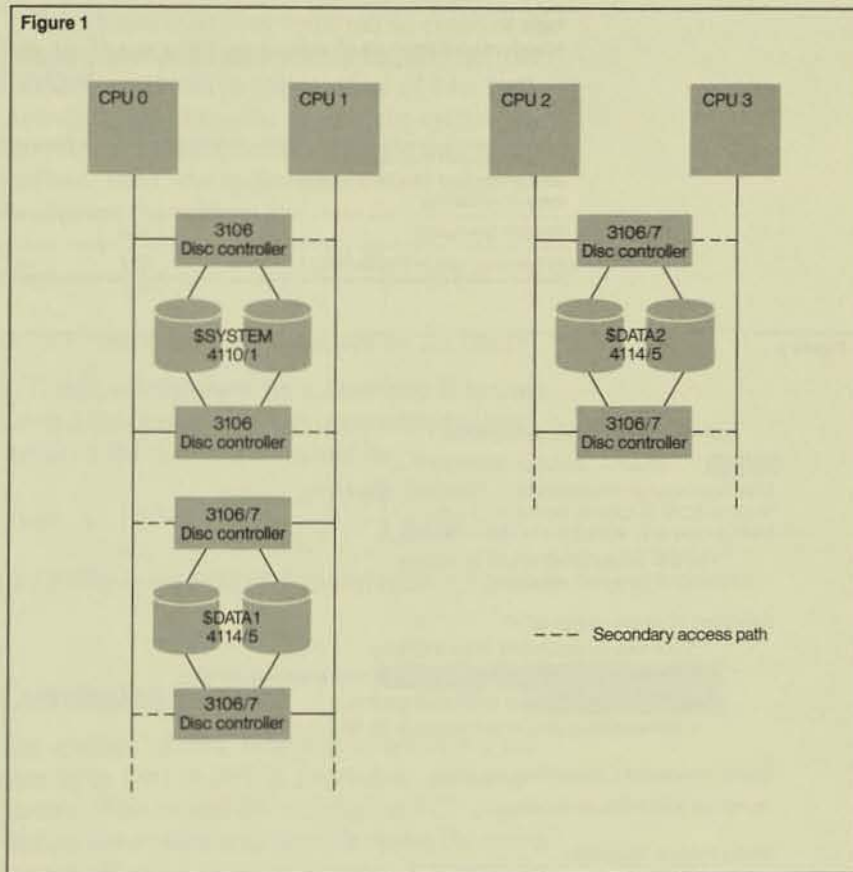 Figure 1
CPU 0
CPU 1
CPU 2
CPU 3
3106
Disc controller
3106/7
Disc controller
$SYSTEM
4110/1
$DATA2
4114/5
3106
Disc controller
3106/7
Disc controller
3106/7
Disc controller
$DATA1
4114/5
Secondary access path
3106/7
Disc controller